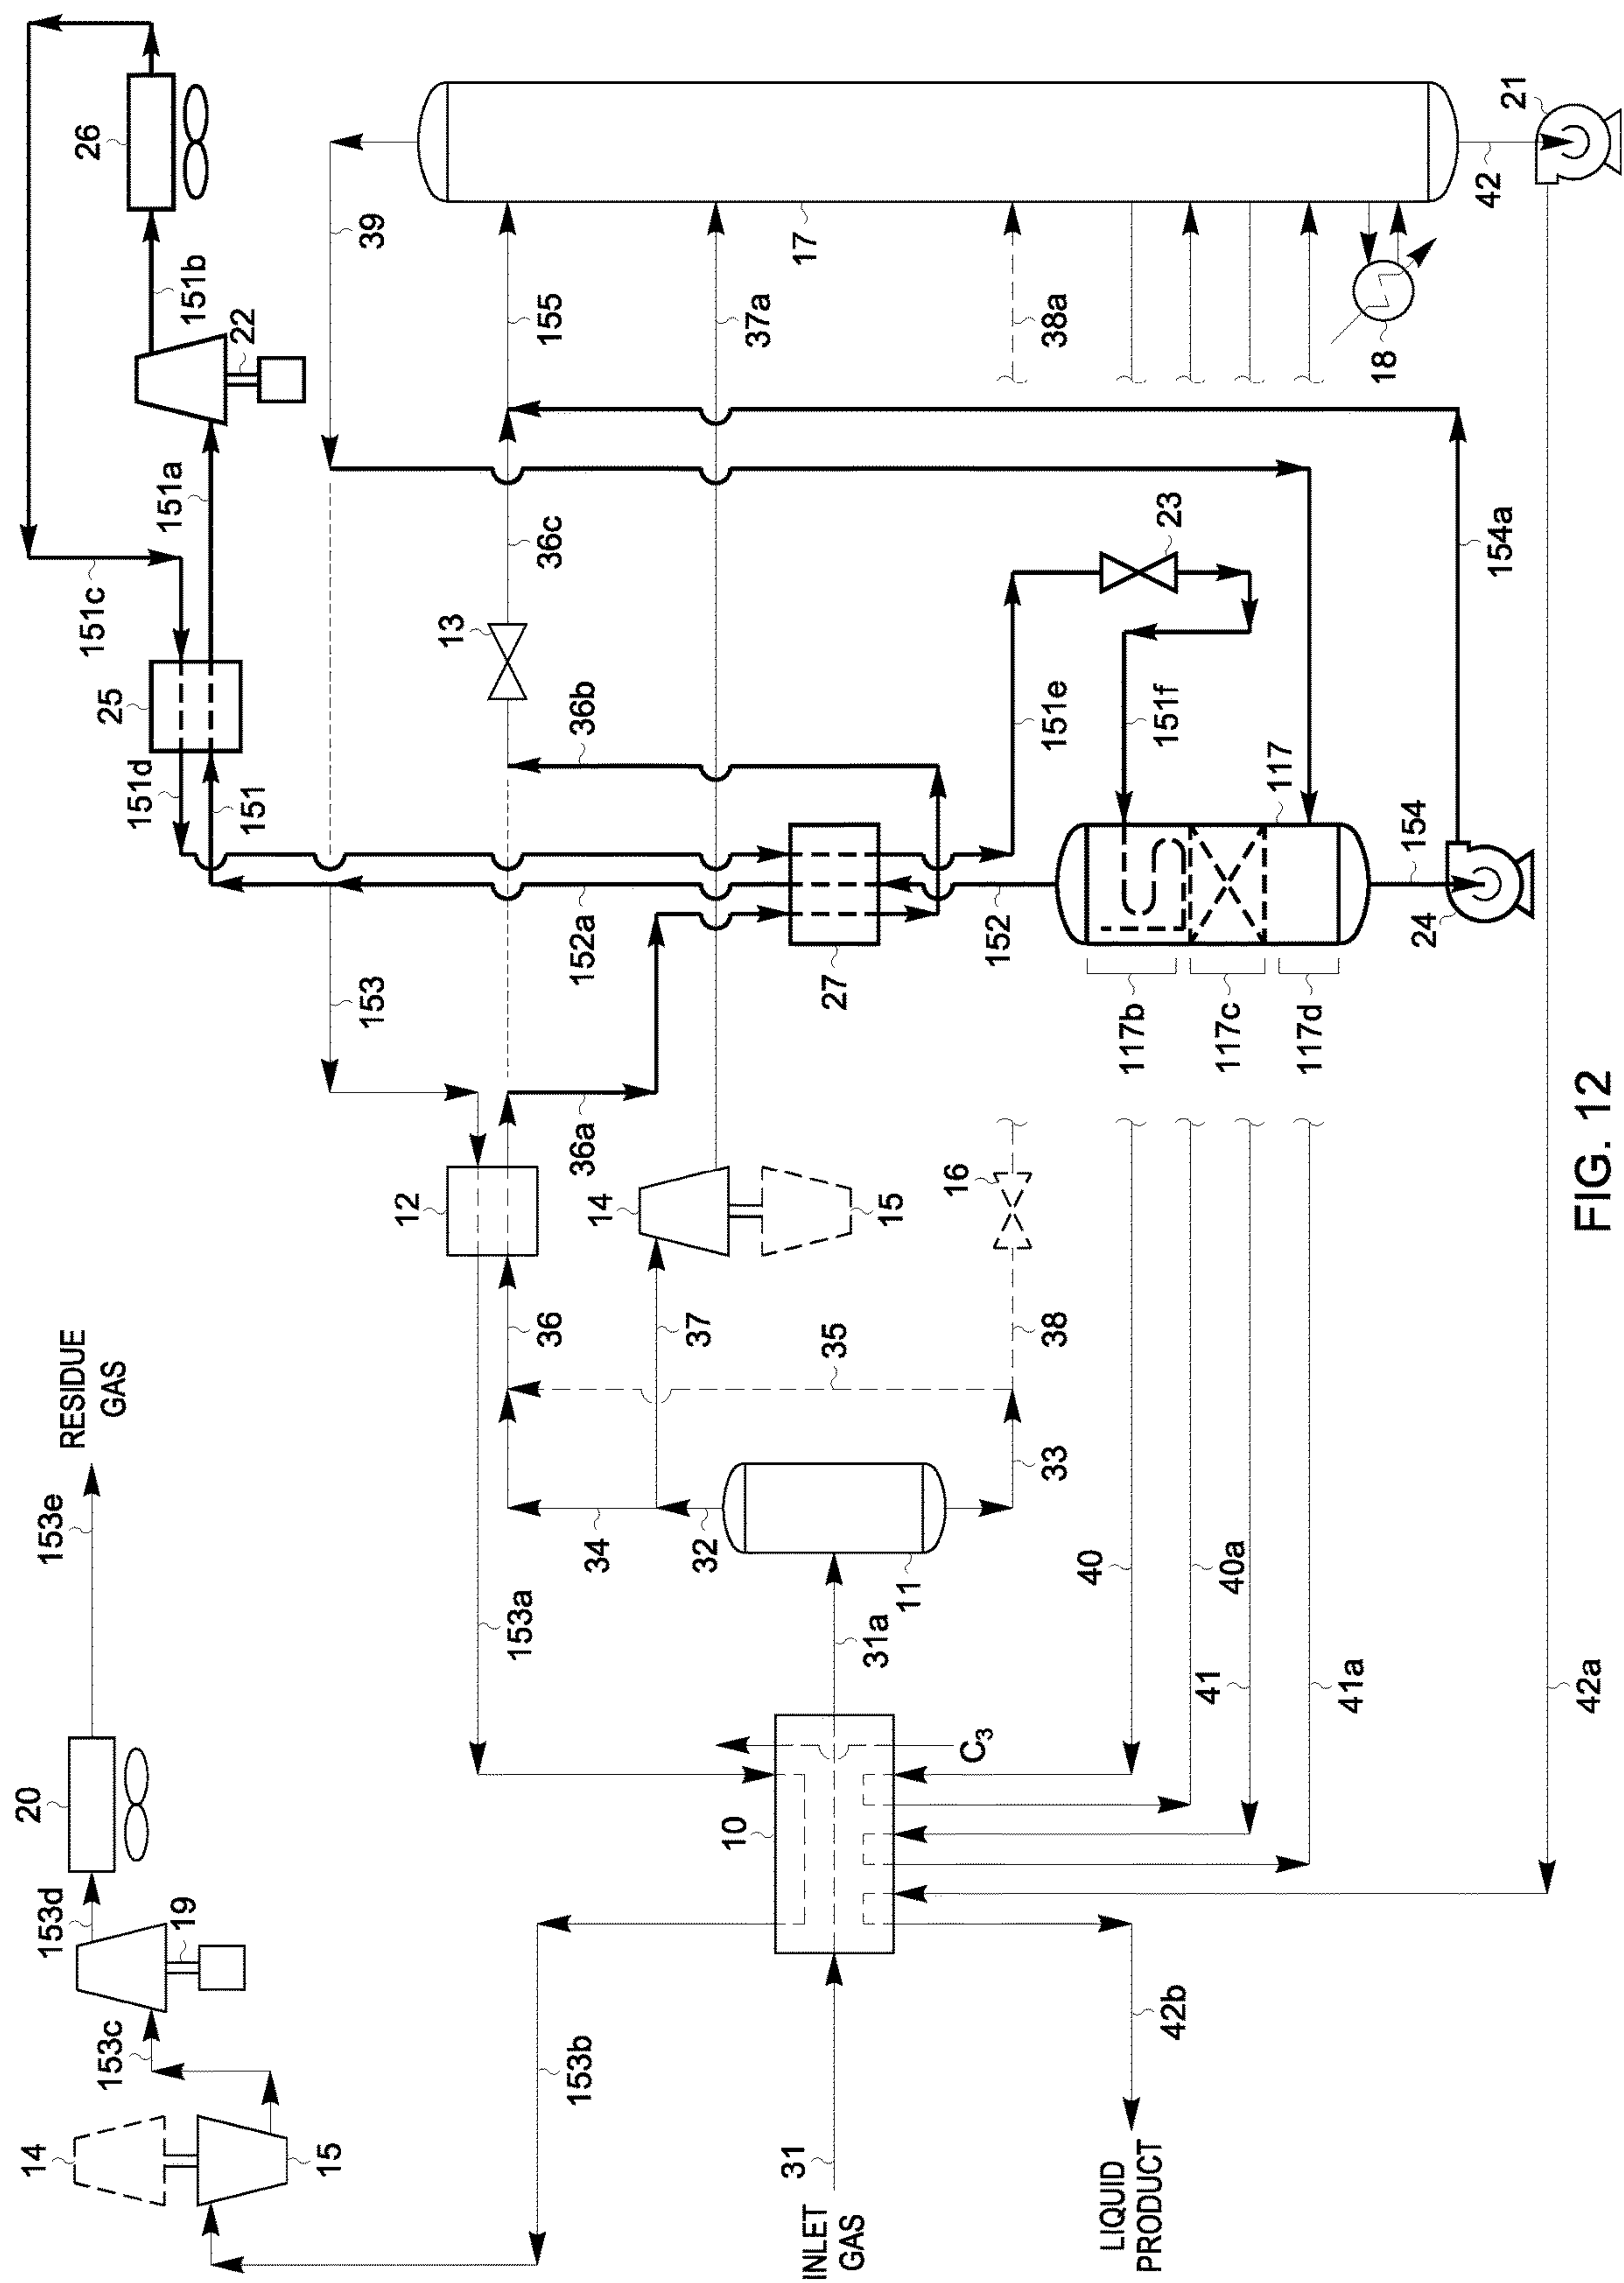 RESIDUE
GAS
153e
20
153d
19
153c
14
15
153b
153a
12
36
34
37
35
32
33
11
31a
10
C3
31
INLET
GAS
40
40a
41
41a
42a
42b
LIQUID
PRODUCT
26
151b
22
151a
151c
25
151d
151
39
153
155
37a
17
38a
18
42
21
36c
13
36b
36a
152a
27
152
14
15
16
38
151e
151f
23
117
117b
117c
117d
154
24
154a
FIG. 12